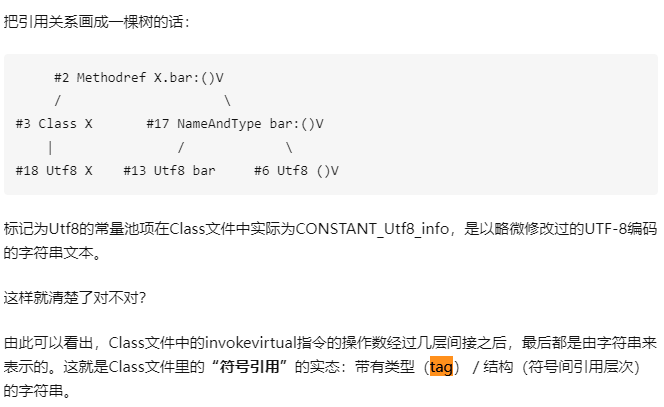 把引用关系画成一棵树的话：
#2 Methodref X.bar:()V
/ \
#3 Class X #17 NameAndType bar:()V
| / \
#18 Utf8 X #13 Utf8 bar #6 Utf8 ()V
标记为Utf8的常量池项在Class文件中实际为CONSTANT_Utf8_info，是以略微修改过的UTF-8编码
的字符串文本。
这样就清楚了对不对？
由此可以看出，Class文件中的invokevirtual指令的操作数经过几层间接之后，最后都是由字符串来
表示的。这就是Class文件里的“符号引用”的实态：带有类型（tag） / 结构（符号间引用层次）
的字符串。